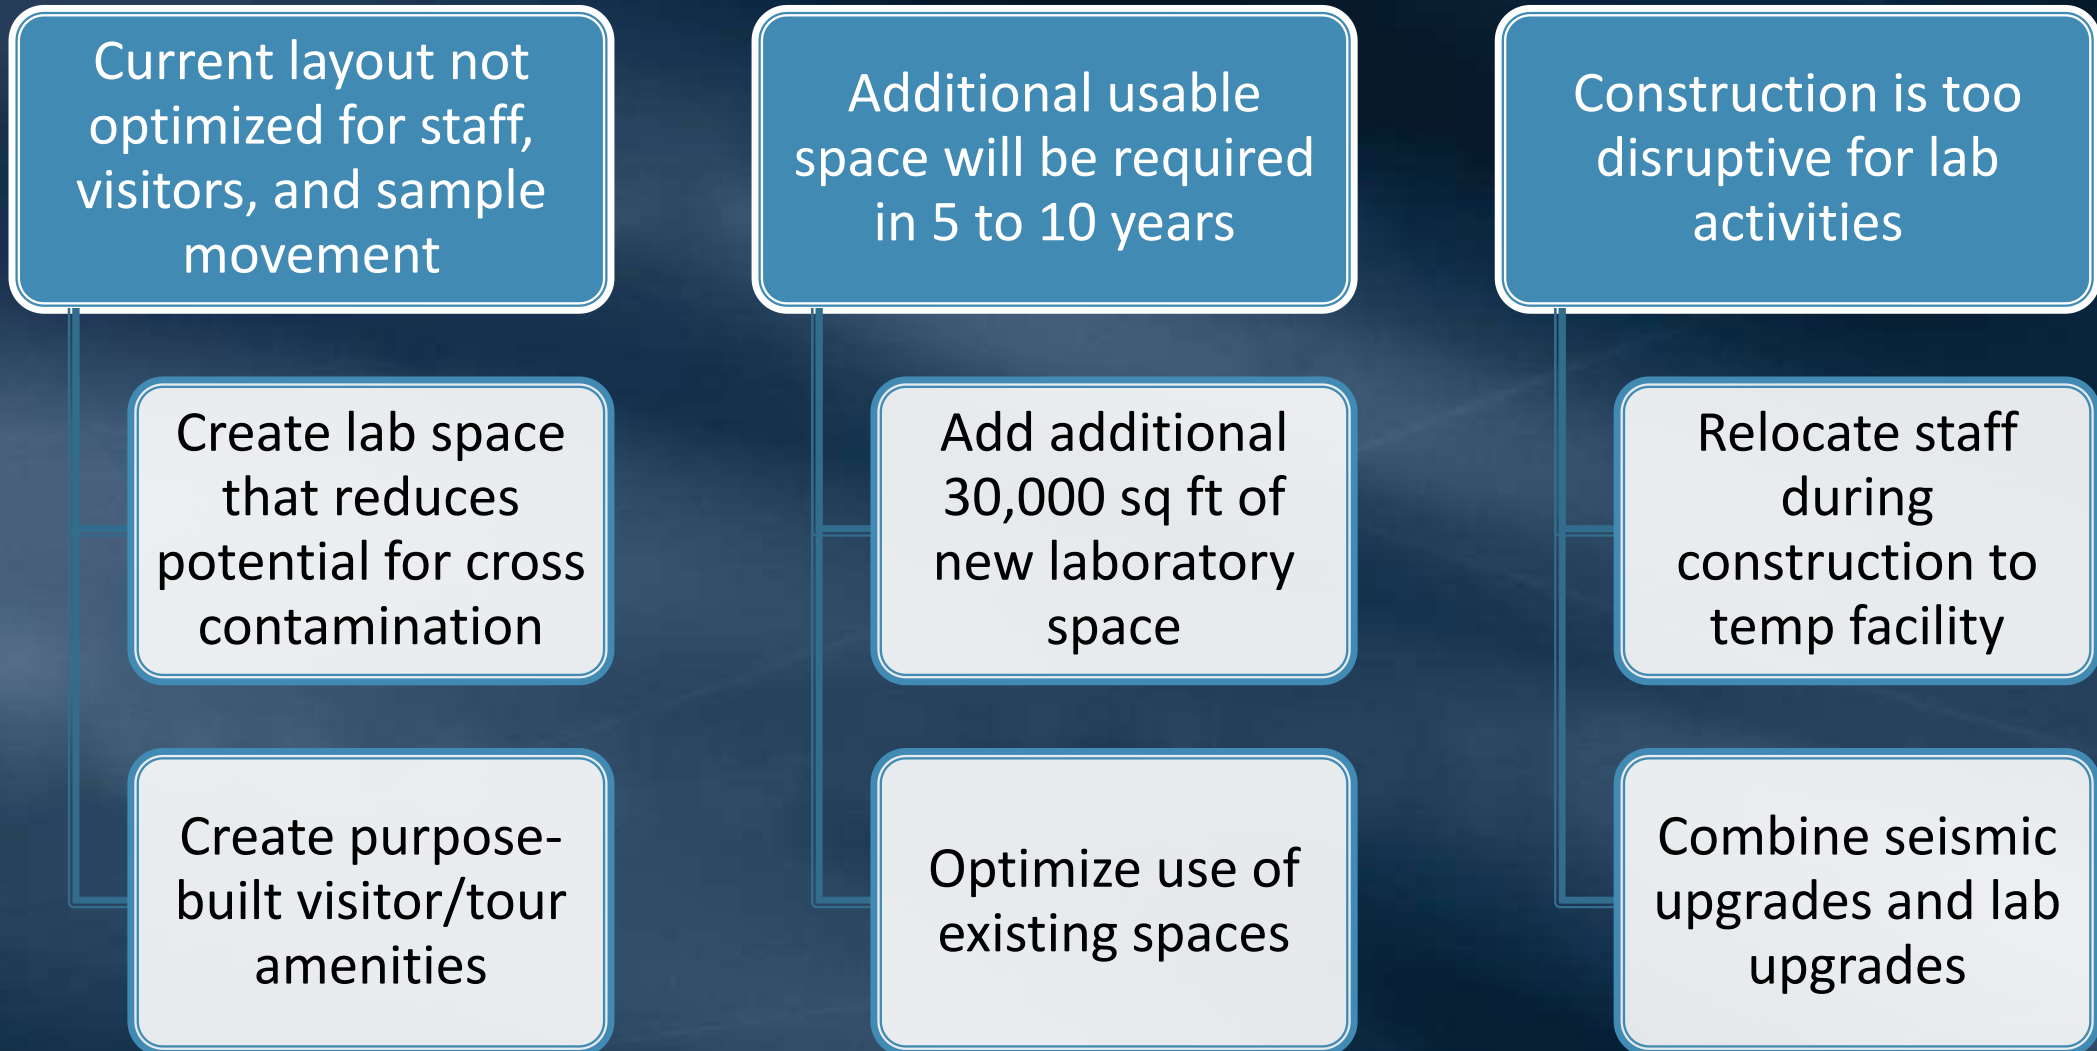 Current layout not
optimized for staff,
visitors, and sample
movement
Create lab space
that reduces
potential for cross
contamination
Create purpose-
built visitor/tour
amenities
Additional usable
space will be required
in 5 to 10 years
Add additional
30,000 sq ft of
new laboratory
space
Optimize use of
existing spaces
Construction is too
disruptive for lab
activities
Relocate staff
during
construction to
temp facility
Combine seismic
upgrades and lab
upgrades